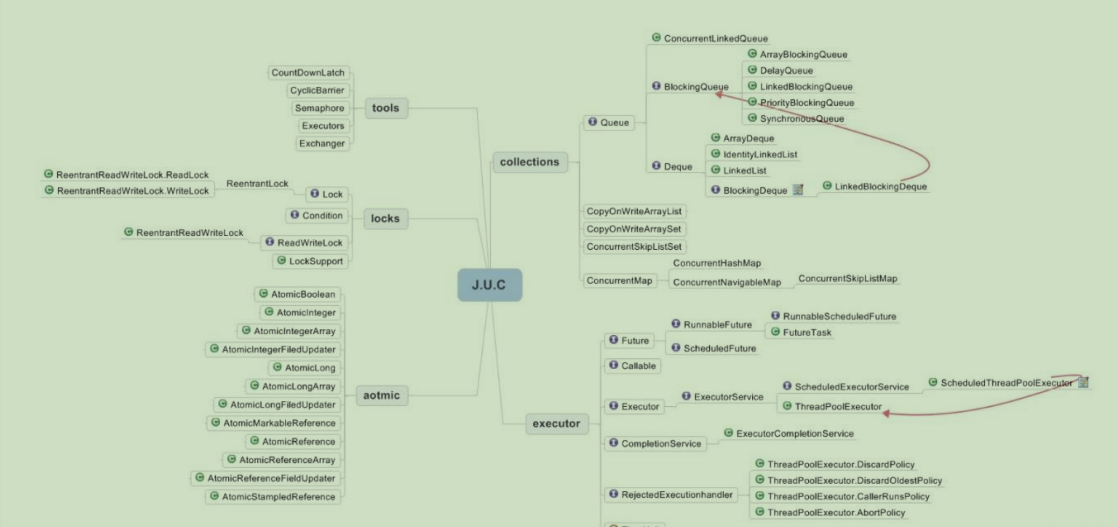 J.U.C
tools
CountDownLatch
CyclicBarrier
Semaphore
Executors
Exchanger
locks
Lock
ReentrantLock
ReentrantReadWriteLock.ReadLock
ReentrantReadWriteLock.WriteLock
Condition
ReadWriteLock
ReentrantReadWriteLock
LockSupport
aotmic
AtomicBoolean
AtomicInteger
AtomicIntegerArray
AtomicIntegerFiledUpdater
AtomicLong
AtomicLongArray
AtomicLongFiledUpdater
AtomicMarkableReference
AtomicReference
AtomicReferenceArray
AtomicReferenceFieldUpdater
AtomicStampedReference
collections
Queue
ConcurrentLinkedQueue
BlockingQueue
ArrayBlockingQueue
DelayQueue
LinkedBlockingQueue
PriorityBlockingQueue
SynchronousQueue
Deque
ArrayDeque
IdentityLinkedList
LinkedList
BlockingDeque
LinkedBlockingDeque
CopyOnWriteArrayList
CopyOnWriteArraySet
ConcurrentSkipListSet
ConcurrentMap
ConcurrentHashMap
ConcurrentNavigableMap
ConcurrentSkipListMap
executor
Future
RunnableFuture
RunnableScheduledFuture
FutureTask
ScheduledFuture
Callable
Executor
ExecutorService
ScheduledExecutorService
ScheduledThreadPoolExecutor
ThreadPoolExecutor
CompletionService
ExecutorCompletionService
RejectedExecutionhandler
ThreadPoolExecutor.DiscardPolicy
ThreadPoolExecutor.DiscardOldestPolicy
ThreadPoolExecutor.CallerRunsPolicy
ThreadPoolExecutor.AbortPolicy